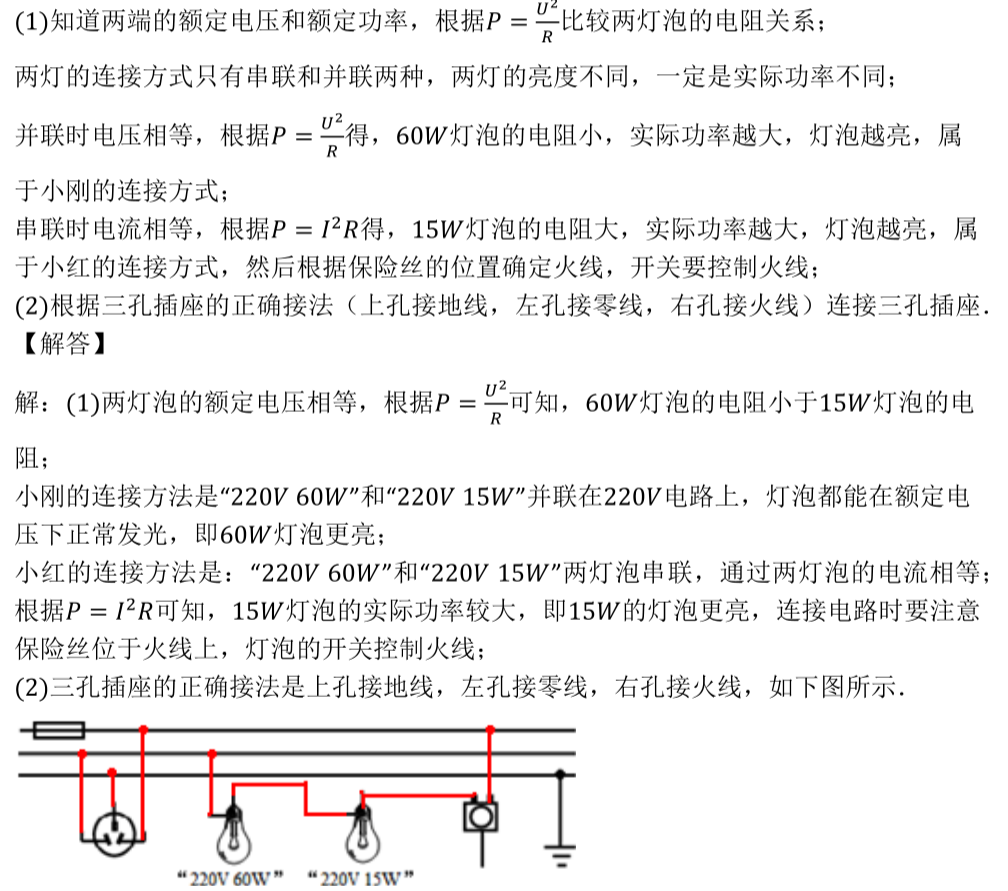 (1)知道两端的额定电压和额定功率，根据P = U²/R比较两灯泡的电阻关系；
两灯的连接方式只有串联和并联两种，两灯的亮度不同，一定是实际功率不同；
并联时电压相等，根据P = U²/R得，60W灯泡的电阻小，实际功率越大，灯泡越亮，属
于小刚的连接方式；
串联时电流相等，根据P = I²R得，15W灯泡的电阻大，实际功率越大，灯泡越亮，属
于小红的连接方式，然后根据保险丝的位置确定火线，开关要控制火线；
(2)根据三孔插座的正确接法（上孔接地线，左孔接零线，右孔接火线）连接三孔插座．
【解答】
解：(1)两灯泡的额定电压相等，根据P = U²/R可知，60W灯泡的电阻小于15W灯泡的电
阻；
小刚的连接方法是“220V 60W”和“220V 15W”并联在220V电路上，灯泡都能在额定电
压下正常发光，即60W灯泡更亮；
小红的连接方法是：“220V 60W”和“220V 15W”两灯泡串联，通过两灯泡的电流相等；
根据P = I²R可知，15W灯泡的实际功率较大，即15W的灯泡更亮，连接电路时要注意
保险丝位于火线上，灯泡的开关控制火线；
(2)三孔插座的正确接法是上孔接地线，左孔接零线，右孔接火线，如下图所示．
“220V 60W” “220V 15W”